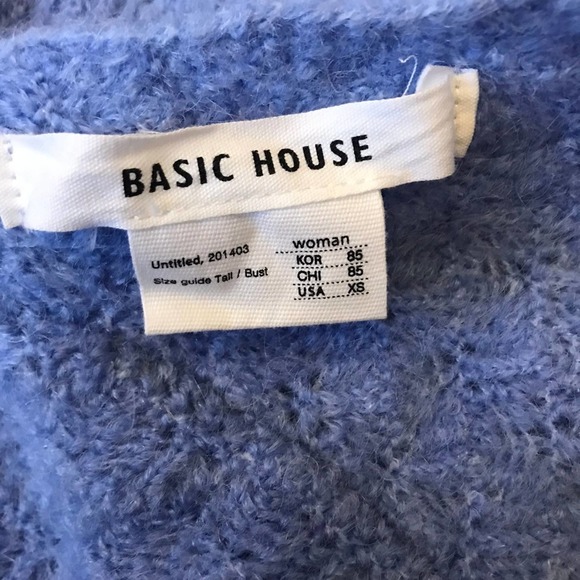 BASIC HOUSE
Untitled, 201403
Size guide Tall / Bust
woman
KOR 85
CHI 85
USA XS